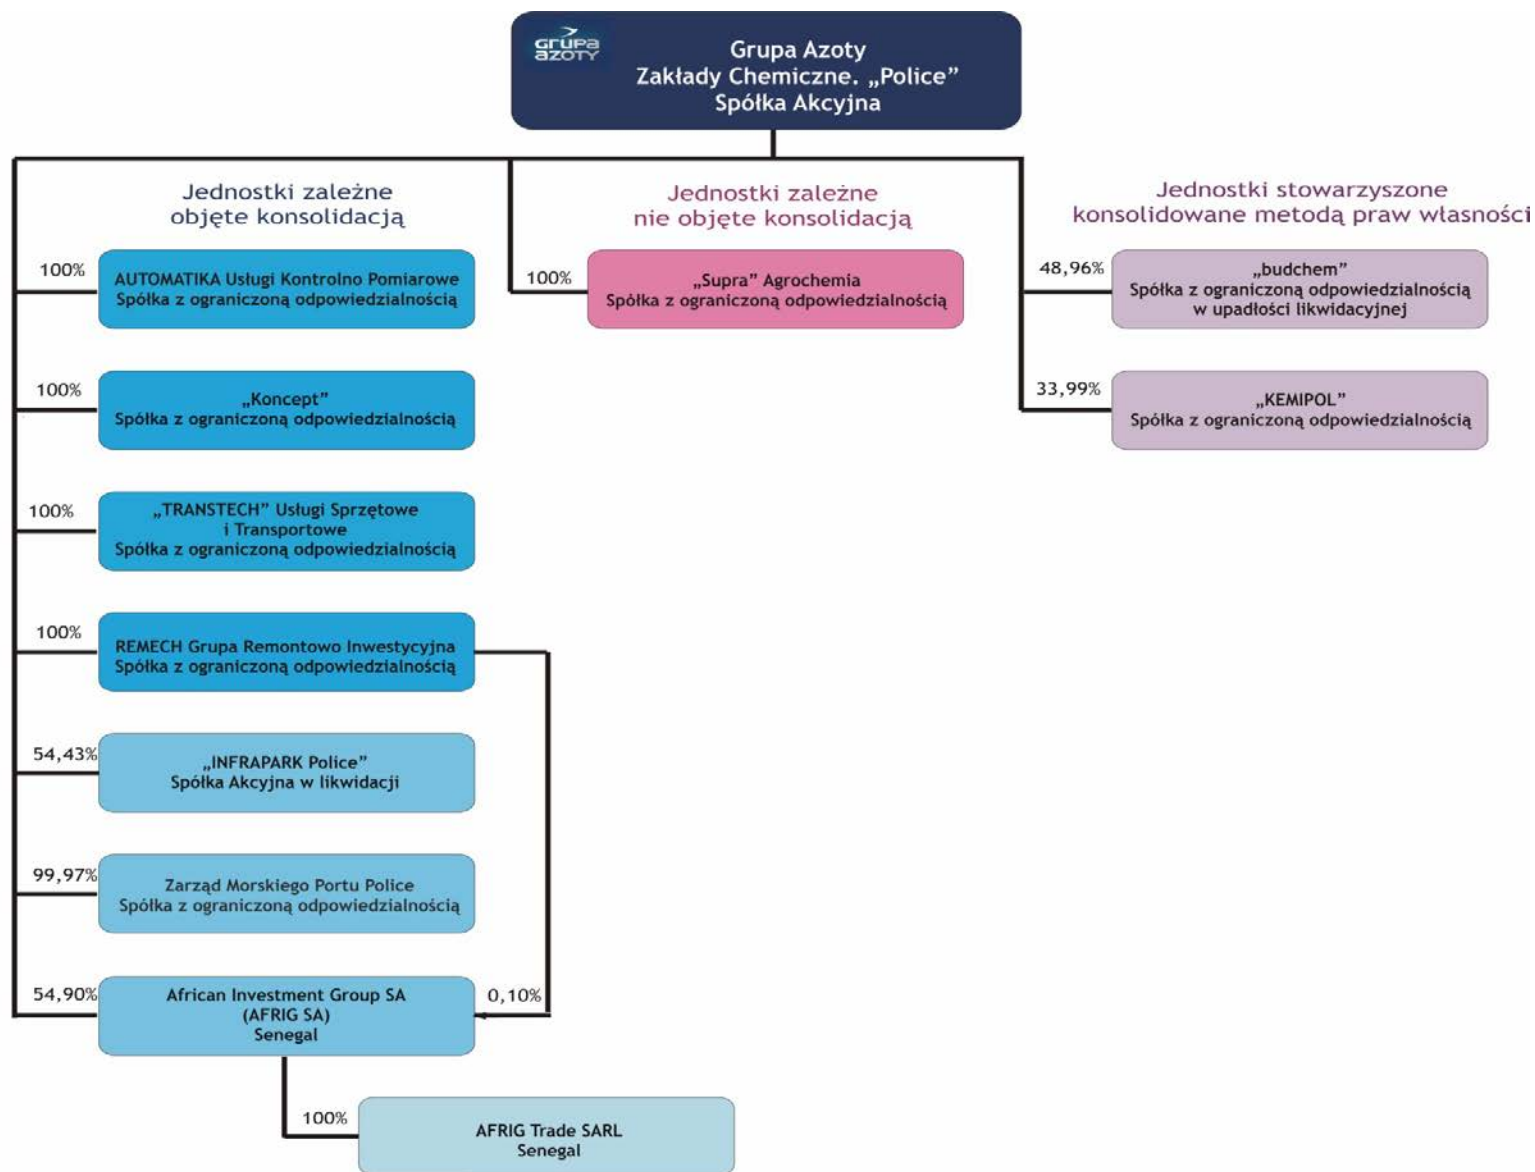 GRUPA
AZOTY
Grupa Azoty
Zakłady Chemiczne. „Police”
Spółka Akcyjna
Jednostki zależne
objęte konsolidacją
100%
AUTOMATIKA Usługi Kontrolno Pomiarowe
Spółka z ograniczoną odpowiedzialnością
100%
„Koncept”
Spółka z ograniczoną odpowiedzialnością
100%
„TRANSTECH” Usługi Sprzętowe
i Transportowe
Spółka z ograniczoną odpowiedzialnością
100%
REMECH Grupa Remontowo Inwestycyjna
Spółka z ograniczoną odpowiedzialnością
54,43%
„INFRAPARK Police”
Spółka Akcyjna w likwidacji
99,97%
Zarząd Morskiego Portu Police
Spółka z ograniczoną odpowiedzialnością
54,90%
African Investment Group SA
(AFRIG SA)
Senegal
0,10%
100%
AFRIG Trade SARL
Senegal
Jednostki zależne
nie objęte konsolidacją
100%
„Supra” Agrochemia
Spółka z ograniczoną odpowiedzialnością
Jednostki stowarzyszone
konsolidowane metodą praw własności
48,96%
„budchem”
Spółka z ograniczoną odpowiedzialnością
w upadłości likwidacyjnej
33,99%
„KEMIPOL”
Spółka z ograniczoną odpowiedzialnością